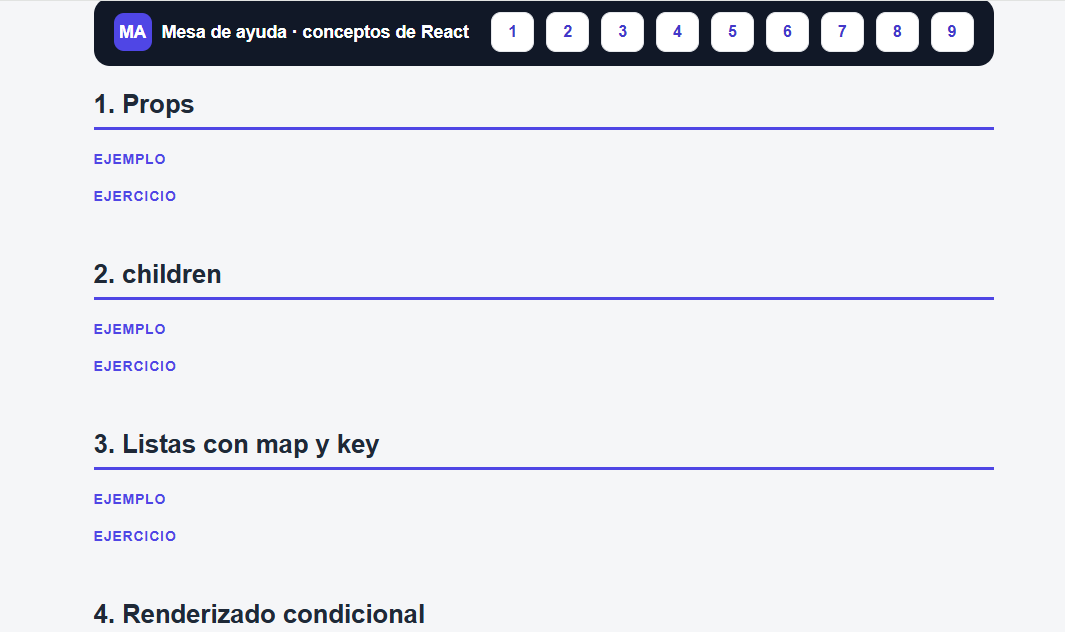 MA Mesa de ayuda · conceptos de React 1 2 3 4 5 6 7 8 9
1. Props
EJEMPLO
EJERCICIO
2. children
EJEMPLO
EJERCICIO
3. Listas con map y key
EJEMPLO
EJERCICIO
4. Renderizado condicional